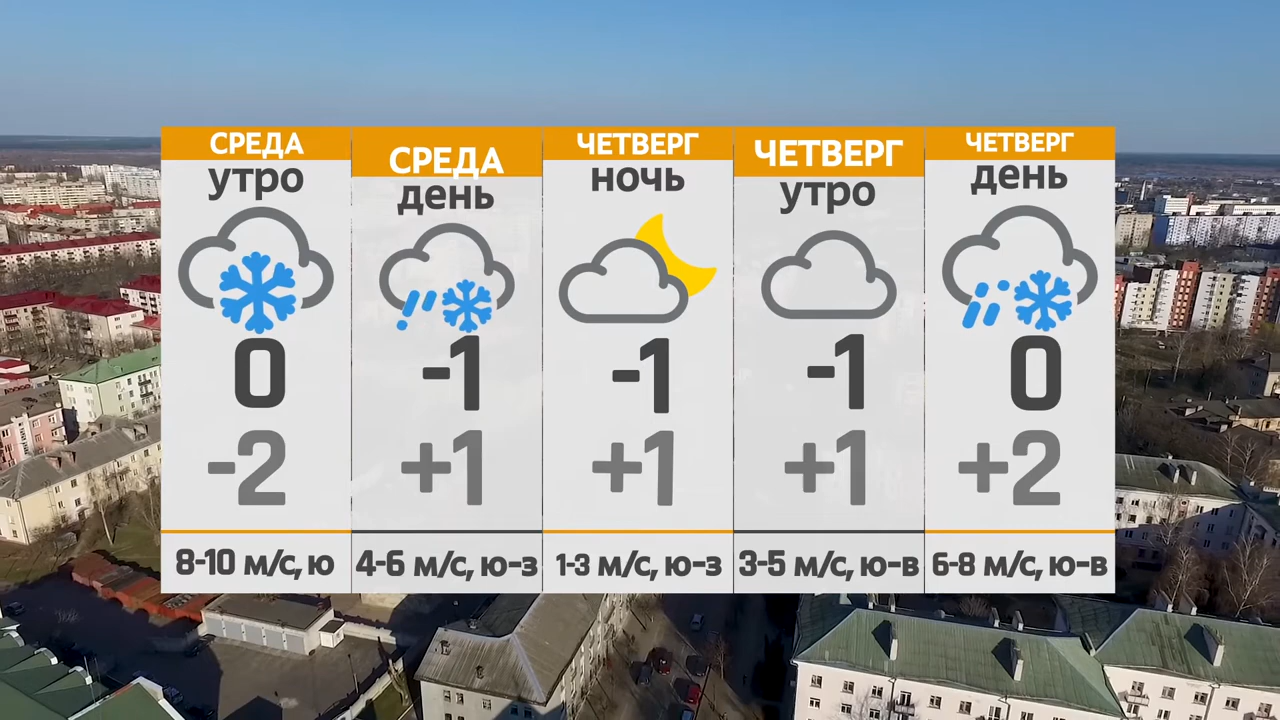 СРЕДА
утро
0
-2
8-10 м/с, ю
СРЕДА
день
-1
+1
4-6 м/с, ю-з
ЧЕТВЕРГ
ночь
-1
+1
1-3 м/с, ю-з
ЧЕТВЕРГ
утро
-1
+1
3-5 м/с, ю-в
ЧЕТВЕРГ
день
0
+2
6-8 м/с, ю-в